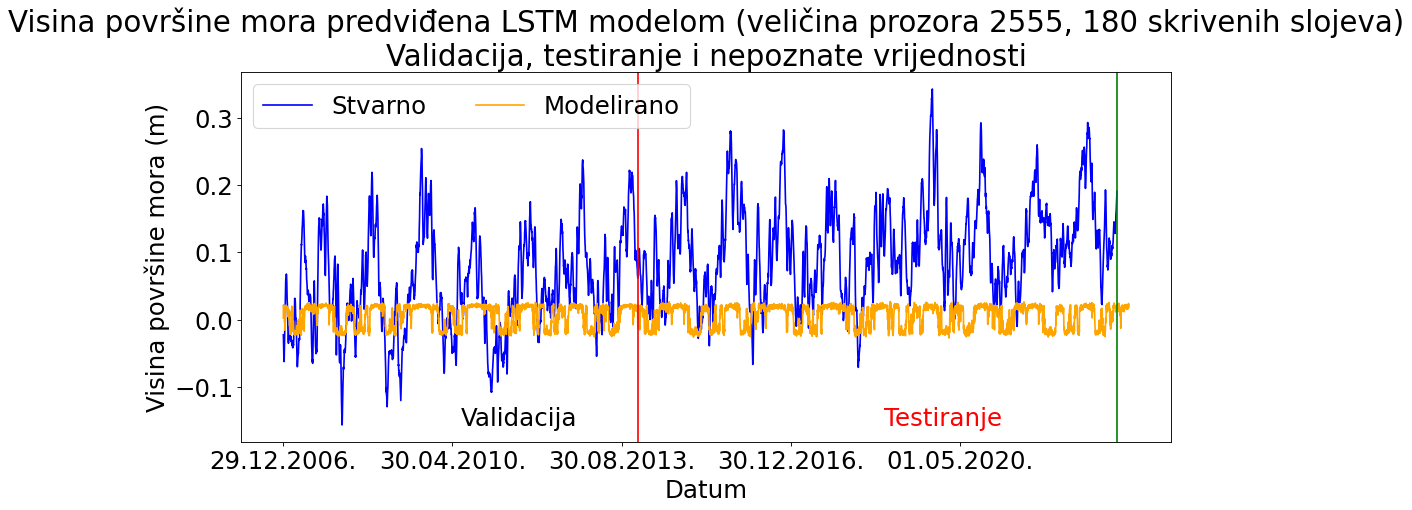 Visina površine mora predviđena LSTM modelom (veličina prozora 2555, 180 skrivenih slojeva)
Validacija, testiranje i nepoznate vrijednosti
Stvarno Modelirano
Visina površine mora (m)
0.3
0.2
0.1
0.0
−0.1
Validacija Testiranje
29.12.2006. 30.04.2010. 30.08.2013. 30.12.2016. 01.05.2020.
Datum